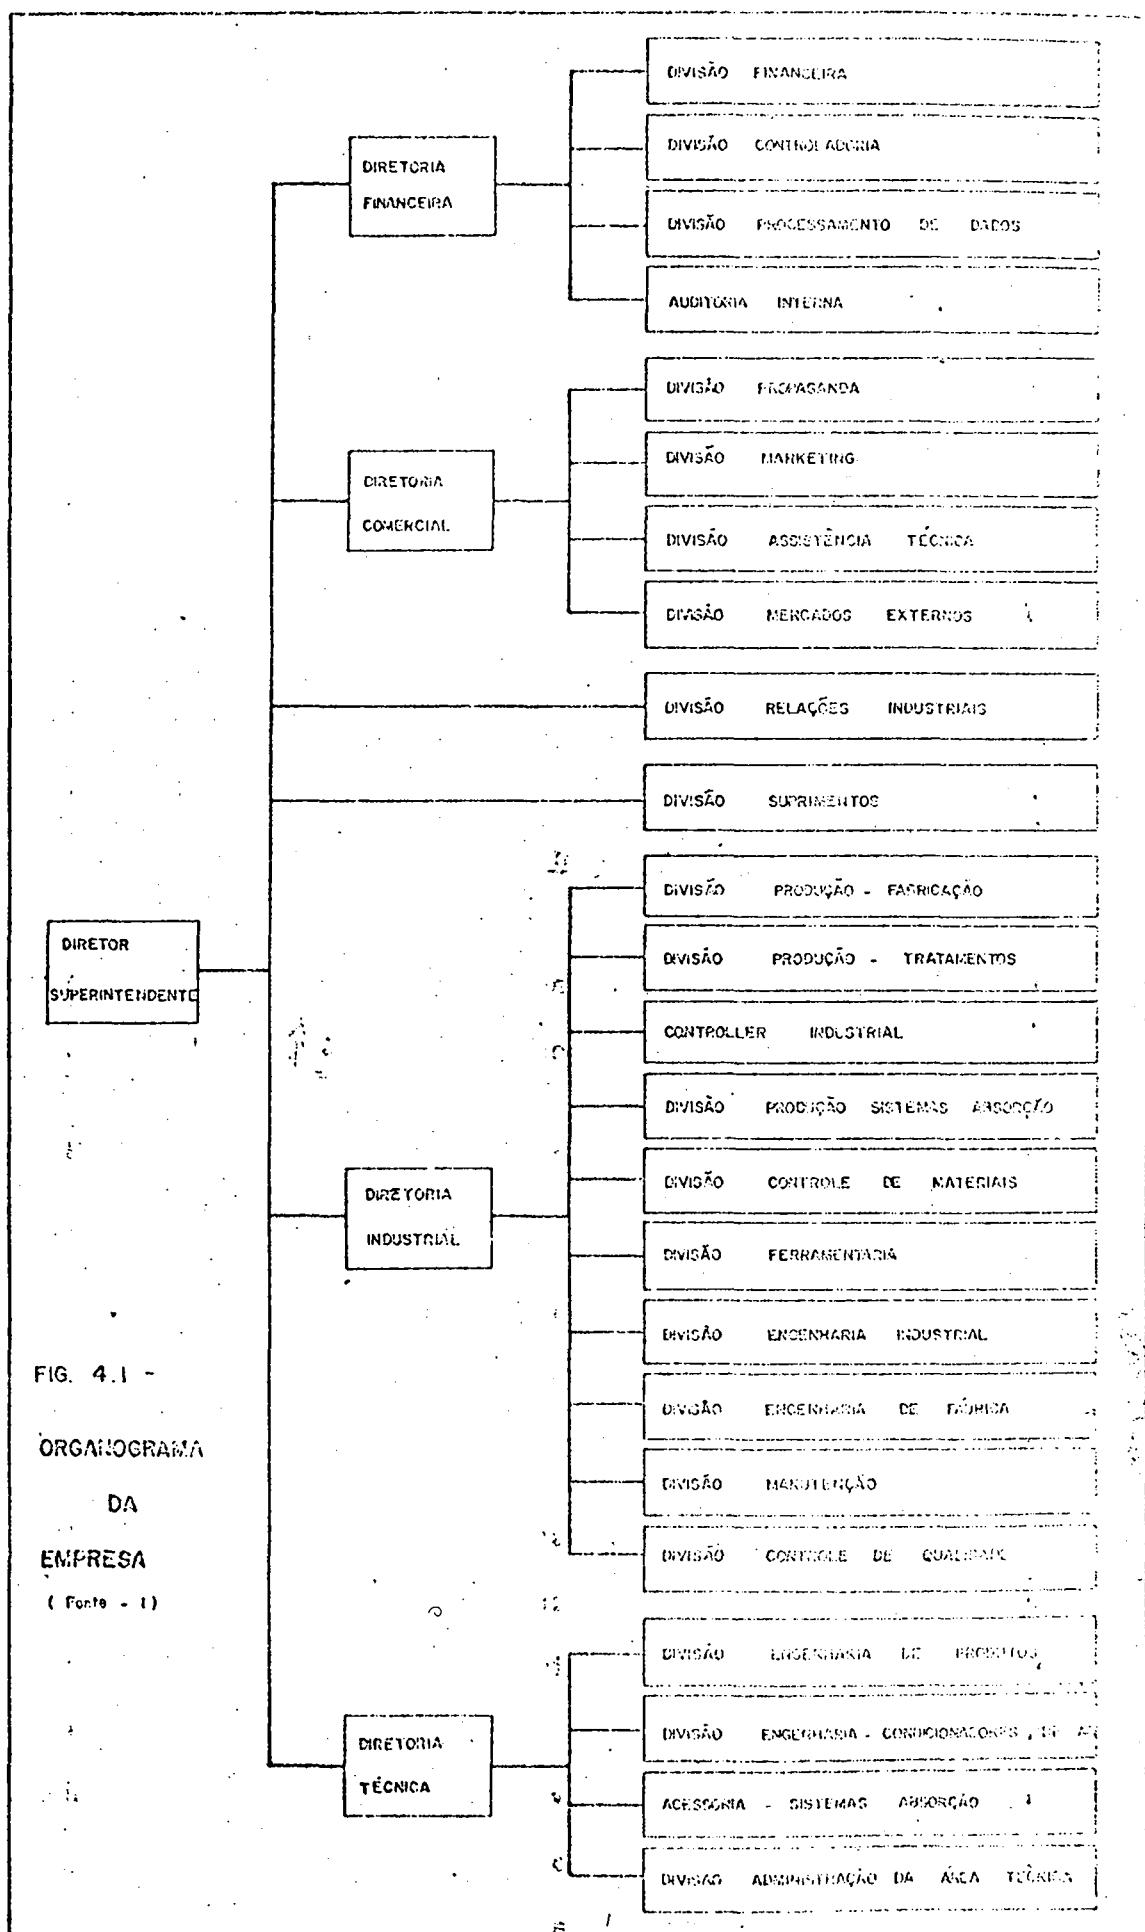 DIVISÃO FINANCEIRA
DIVISÃO CONTROLADORIA
DIRETORIA
FINANCEIRA
DIVISÃO PROCESSAMENTO DE DADOS
AUDITORIA INTERNA
DIVISÃO PROPAGANDA
DIVISÃO MARKETING
DIRETORIA
COMERCIAL
DIVISÃO ASSISTÊNCIA TÉCNICA
DIVISÃO MERCADOS EXTERNOS
DIVISÃO RELAÇÕES INDUSTRIAIS
DIVISÃO SUPRIMENTOS
DIRETOR
SUPERINTENDENTE
DIVISÃO PRODUÇÃO - FABRICAÇÃO
DIVISÃO PRODUÇÃO - TRATAMENTOS
CONTROLLER INDUSTRIAL
DIVISÃO PRODUÇÃO SISTEMAS ABSORÇÃO
DIVISÃO CONTROLE DE MATERIAIS
DIRETORIA
INDUSTRIAL
DIVISÃO FERRAMENTARIA
DIVISÃO ENGENHARIA INDUSTRIAL
DIVISÃO ENGENHARIA DE FÁBRICA
DIVISÃO MANUTENÇÃO
DIVISÃO CONTROLE DE QUALIDADE
FIG. 4.1 -
ORGANOGRAMA
DA
EMPRESA
( Fonte - 1)
DIVISÃO ENGENHARIA DE PRODUTOS
DIVISÃO ENGENHARIA - CONDICIONADORES DE AR
DIRETORIA
TÉCNICA
ACESSORIA - SISTEMAS ABSORÇÃO
DIVISÃO ADMINISTRAÇÃO DA ÁREA TÉCNICA